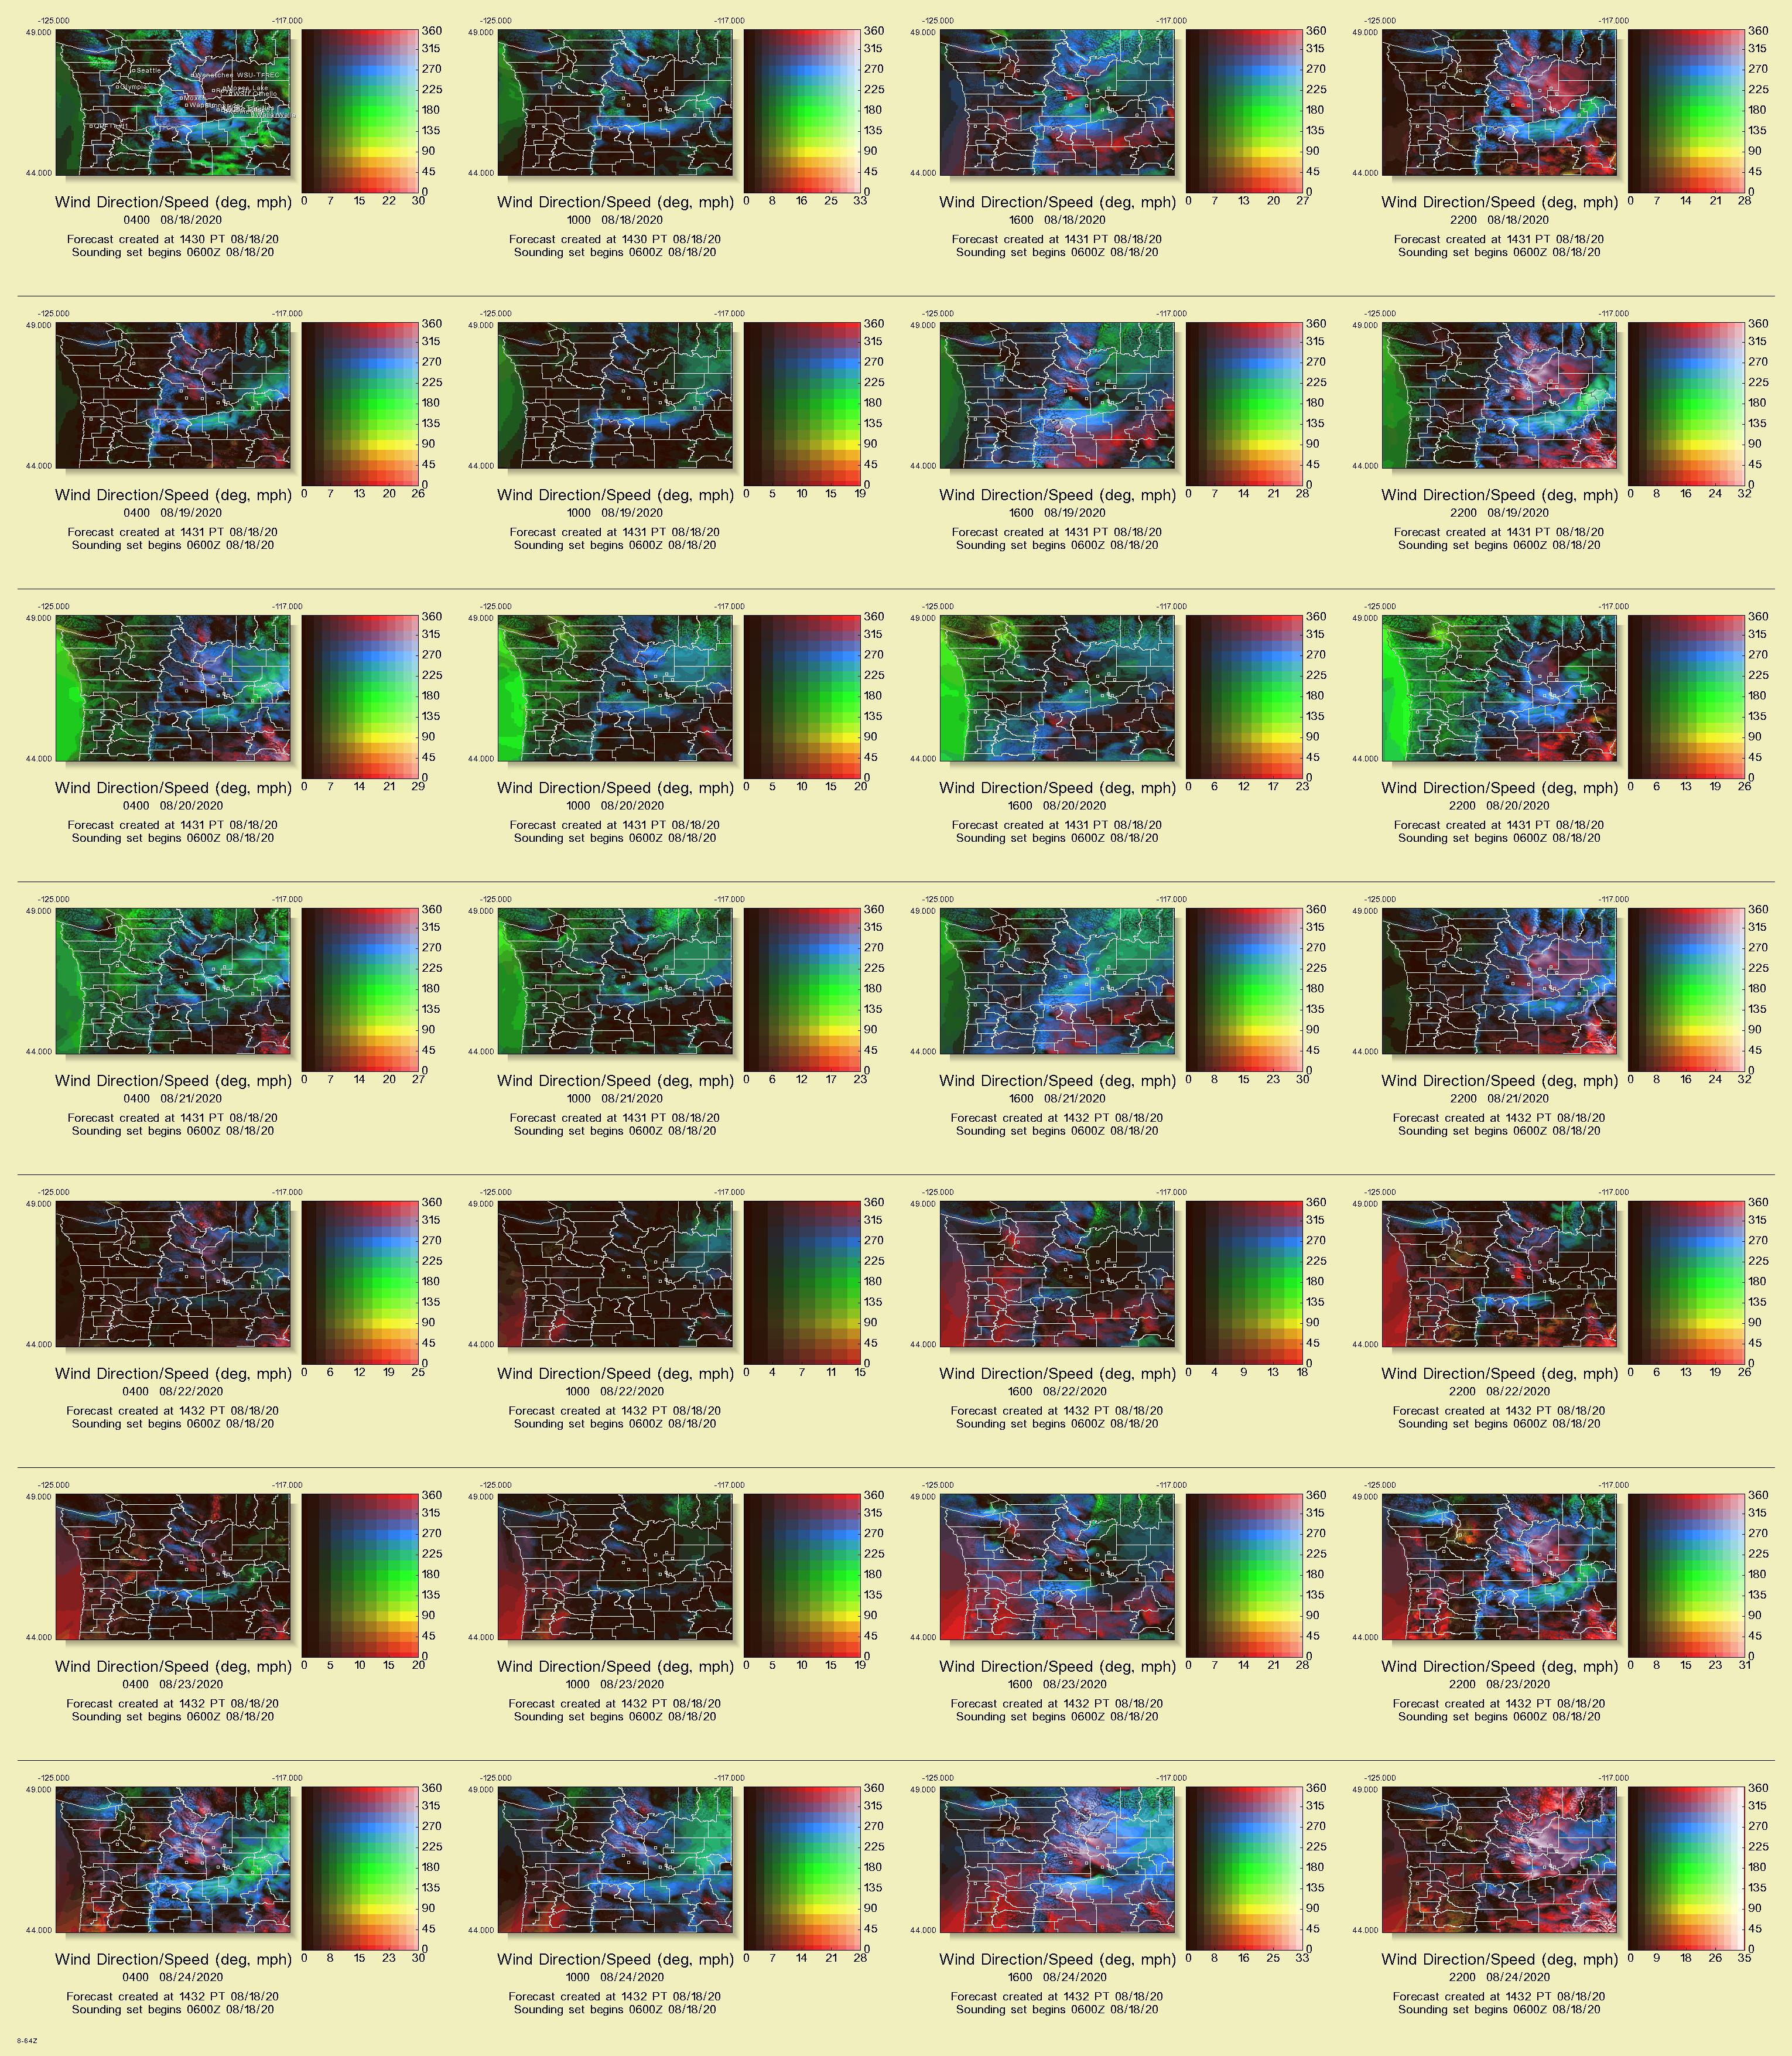 -125.000 -117.000 -125.000 -117.000 -125.000 -117.000 -125.000 -117.000
49.000 360 49.000 360 49.000 360 49.000 360
315 315 315 315
Seattle 270 270 270 270
Wenatchee WSU-TFREC
Olympia Moses Lake 225 225 225 225
180 180 180 180
135 135 135 135
90 90 90 90
44.000 45 44.000 45 44.000 45 44.000 45
0 0 0 0
0 7 15 22 30 0 8 16 25 33 0 7 13 20 27 0 7 14 21 28
Wind Direction/Speed (deg, mph) Wind Direction/Speed (deg, mph) Wind Direction/Speed (deg, mph) Wind Direction/Speed (deg, mph)
0400 08/18/2020 1000 08/18/2020 1600 08/18/2020 2200 08/18/2020
Forecast created at 1430 PT 08/18/20 Forecast created at 1430 PT 08/18/20 Forecast created at 1431 PT 08/18/20 Forecast created at 1431 PT 08/18/20
Sounding set begins 0600Z 08/18/20 Sounding set begins 0600Z 08/18/20 Sounding set begins 0600Z 08/18/20 Sounding set begins 0600Z 08/18/20
-125.000 -117.000 -125.000 -117.000 -125.000 -117.000 -125.000 -117.000
49.000 360 49.000 360 49.000 360 49.000 360
315 315 315 315
270 270 270 270
225 225 225 225
180 180 180 180
135 135 135 135
90 90 90 90
44.000 45 44.000 45 44.000 45 44.000 45
0 0 0 0
0 7 13 20 26 0 5 10 15 19 0 7 14 21 28 0 8 16 24 32
Wind Direction/Speed (deg, mph) Wind Direction/Speed (deg, mph) Wind Direction/Speed (deg, mph) Wind Direction/Speed (deg, mph)
0400 08/19/2020 1000 08/19/2020 1600 08/19/2020 2200 08/19/2020
Forecast created at 1431 PT 08/18/20 Forecast created at 1431 PT 08/18/20 Forecast created at 1431 PT 08/18/20 Forecast created at 1431 PT 08/18/20
Sounding set begins 0600Z 08/18/20 Sounding set begins 0600Z 08/18/20 Sounding set begins 0600Z 08/18/20 Sounding set begins 0600Z 08/18/20
-125.000 -117.000 -125.000 -117.000 -125.000 -117.000 -125.000 -117.000
49.000 360 49.000 360 49.000 360 49.000 360
315 315 315 315
270 270 270 270
225 225 225 225
180 180 180 180
135 135 135 135
90 90 90 90
44.000 45 44.000 45 44.000 45 44.000 45
0 0 0 0
0 7 14 21 29 0 5 10 15 20 0 6 12 17 23 0 6 13 19 26
Wind Direction/Speed (deg, mph) Wind Direction/Speed (deg, mph) Wind Direction/Speed (deg, mph) Wind Direction/Speed (deg, mph)
0400 08/20/2020 1000 08/20/2020 1600 08/20/2020 2200 08/20/2020
Forecast created at 1431 PT 08/18/20 Forecast created at 1431 PT 08/18/20 Forecast created at 1431 PT 08/18/20 Forecast created at 1431 PT 08/18/20
Sounding set begins 0600Z 08/18/20 Sounding set begins 0600Z 08/18/20 Sounding set begins 0600Z 08/18/20 Sounding set begins 0600Z 08/18/20
-125.000 -117.000 -125.000 -117.000 -125.000 -117.000 -125.000 -117.000
49.000 360 49.000 360 49.000 360 49.000 360
315 315 315 315
270 270 270 270
225 225 225 225
180 180 180 180
135 135 135 135
90 90 90 90
44.000 45 44.000 45 44.000 45 44.000 45
0 0 0 0
0 7 14 20 27 0 6 12 17 23 0 8 15 23 30 0 8 16 24 32
Wind Direction/Speed (deg, mph) Wind Direction/Speed (deg, mph) Wind Direction/Speed (deg, mph) Wind Direction/Speed (deg, mph)
0400 08/21/2020 1000 08/21/2020 1600 08/21/2020 2200 08/21/2020
Forecast created at 1431 PT 08/18/20 Forecast created at 1431 PT 08/18/20 Forecast created at 1432 PT 08/18/20 Forecast created at 1432 PT 08/18/20
Sounding set begins 0600Z 08/18/20 Sounding set begins 0600Z 08/18/20 Sounding set begins 0600Z 08/18/20 Sounding set begins 0600Z 08/18/20
-125.000 -117.000 -125.000 -117.000 -125.000 -117.000 -125.000 -117.000
49.000 360 49.000 360 49.000 360 49.000 360
315 315 315 315
270 270 270 270
225 225 225 225
180 180 180 180
135 135 135 135
90 90 90 90
44.000 45 44.000 45 44.000 45 44.000 45
0 0 0 0
0 6 12 19 25 0 4 7 11 15 0 4 9 13 18 0 6 13 19 26
Wind Direction/Speed (deg, mph) Wind Direction/Speed (deg, mph) Wind Direction/Speed (deg, mph) Wind Direction/Speed (deg, mph)
0400 08/22/2020 1000 08/22/2020 1600 08/22/2020 2200 08/22/2020
Forecast created at 1432 PT 08/18/20 Forecast created at 1432 PT 08/18/20 Forecast created at 1432 PT 08/18/20 Forecast created at 1432 PT 08/18/20
Sounding set begins 0600Z 08/18/20 Sounding set begins 0600Z 08/18/20 Sounding set begins 0600Z 08/18/20 Sounding set begins 0600Z 08/18/20
-125.000 -117.000 -125.000 -117.000 -125.000 -117.000 -125.000 -117.000
49.000 360 49.000 360 49.000 360 49.000 360
315 315 315 315
270 270 270 270
225 225 225 225
180 180 180 180
135 135 135 135
90 90 90 90
44.000 45 44.000 45 44.000 45 44.000 45
0 0 0 0
0 5 10 15 20 0 5 10 15 19 0 7 14 21 28 0 8 15 23 31
Wind Direction/Speed (deg, mph) Wind Direction/Speed (deg, mph) Wind Direction/Speed (deg, mph) Wind Direction/Speed (deg, mph)
0400 08/23/2020 1000 08/23/2020 1600 08/23/2020 2200 08/23/2020
Forecast created at 1432 PT 08/18/20 Forecast created at 1432 PT 08/18/20 Forecast created at 1432 PT 08/18/20 Forecast created at 1432 PT 08/18/20
Sounding set begins 0600Z 08/18/20 Sounding set begins 0600Z 08/18/20 Sounding set begins 0600Z 08/18/20 Sounding set begins 0600Z 08/18/20
-125.000 -117.000 -125.000 -117.000 -125.000 -117.000 -125.000 -117.000
49.000 360 49.000 360 49.000 360 49.000 360
315 315 315 315
270 270 270 270
225 225 225 225
180 180 180 180
135 135 135 135
90 90 90 90
44.000 45 44.000 45 44.000 45 44.000 45
0 0 0 0
0 8 15 22 30 0 7 14 21 28 0 8 16 25 33 0 9 18 26 35
Wind Direction/Speed (deg, mph) Wind Direction/Speed (deg, mph) Wind Direction/Speed (deg, mph) Wind Direction/Speed (deg, mph)
0400 08/24/2020 1000 08/24/2020 1600 08/24/2020 2200 08/24/2020
Forecast created at 1432 PT 08/18/20 Forecast created at 1432 PT 08/18/20 Forecast created at 1432 PT 08/18/20 Forecast created at 1432 PT 08/18/20
Sounding set begins 0600Z 08/18/20 Sounding set begins 0600Z 08/18/20 Sounding set begins 0600Z 08/18/20 Sounding set begins 0600Z 08/18/20